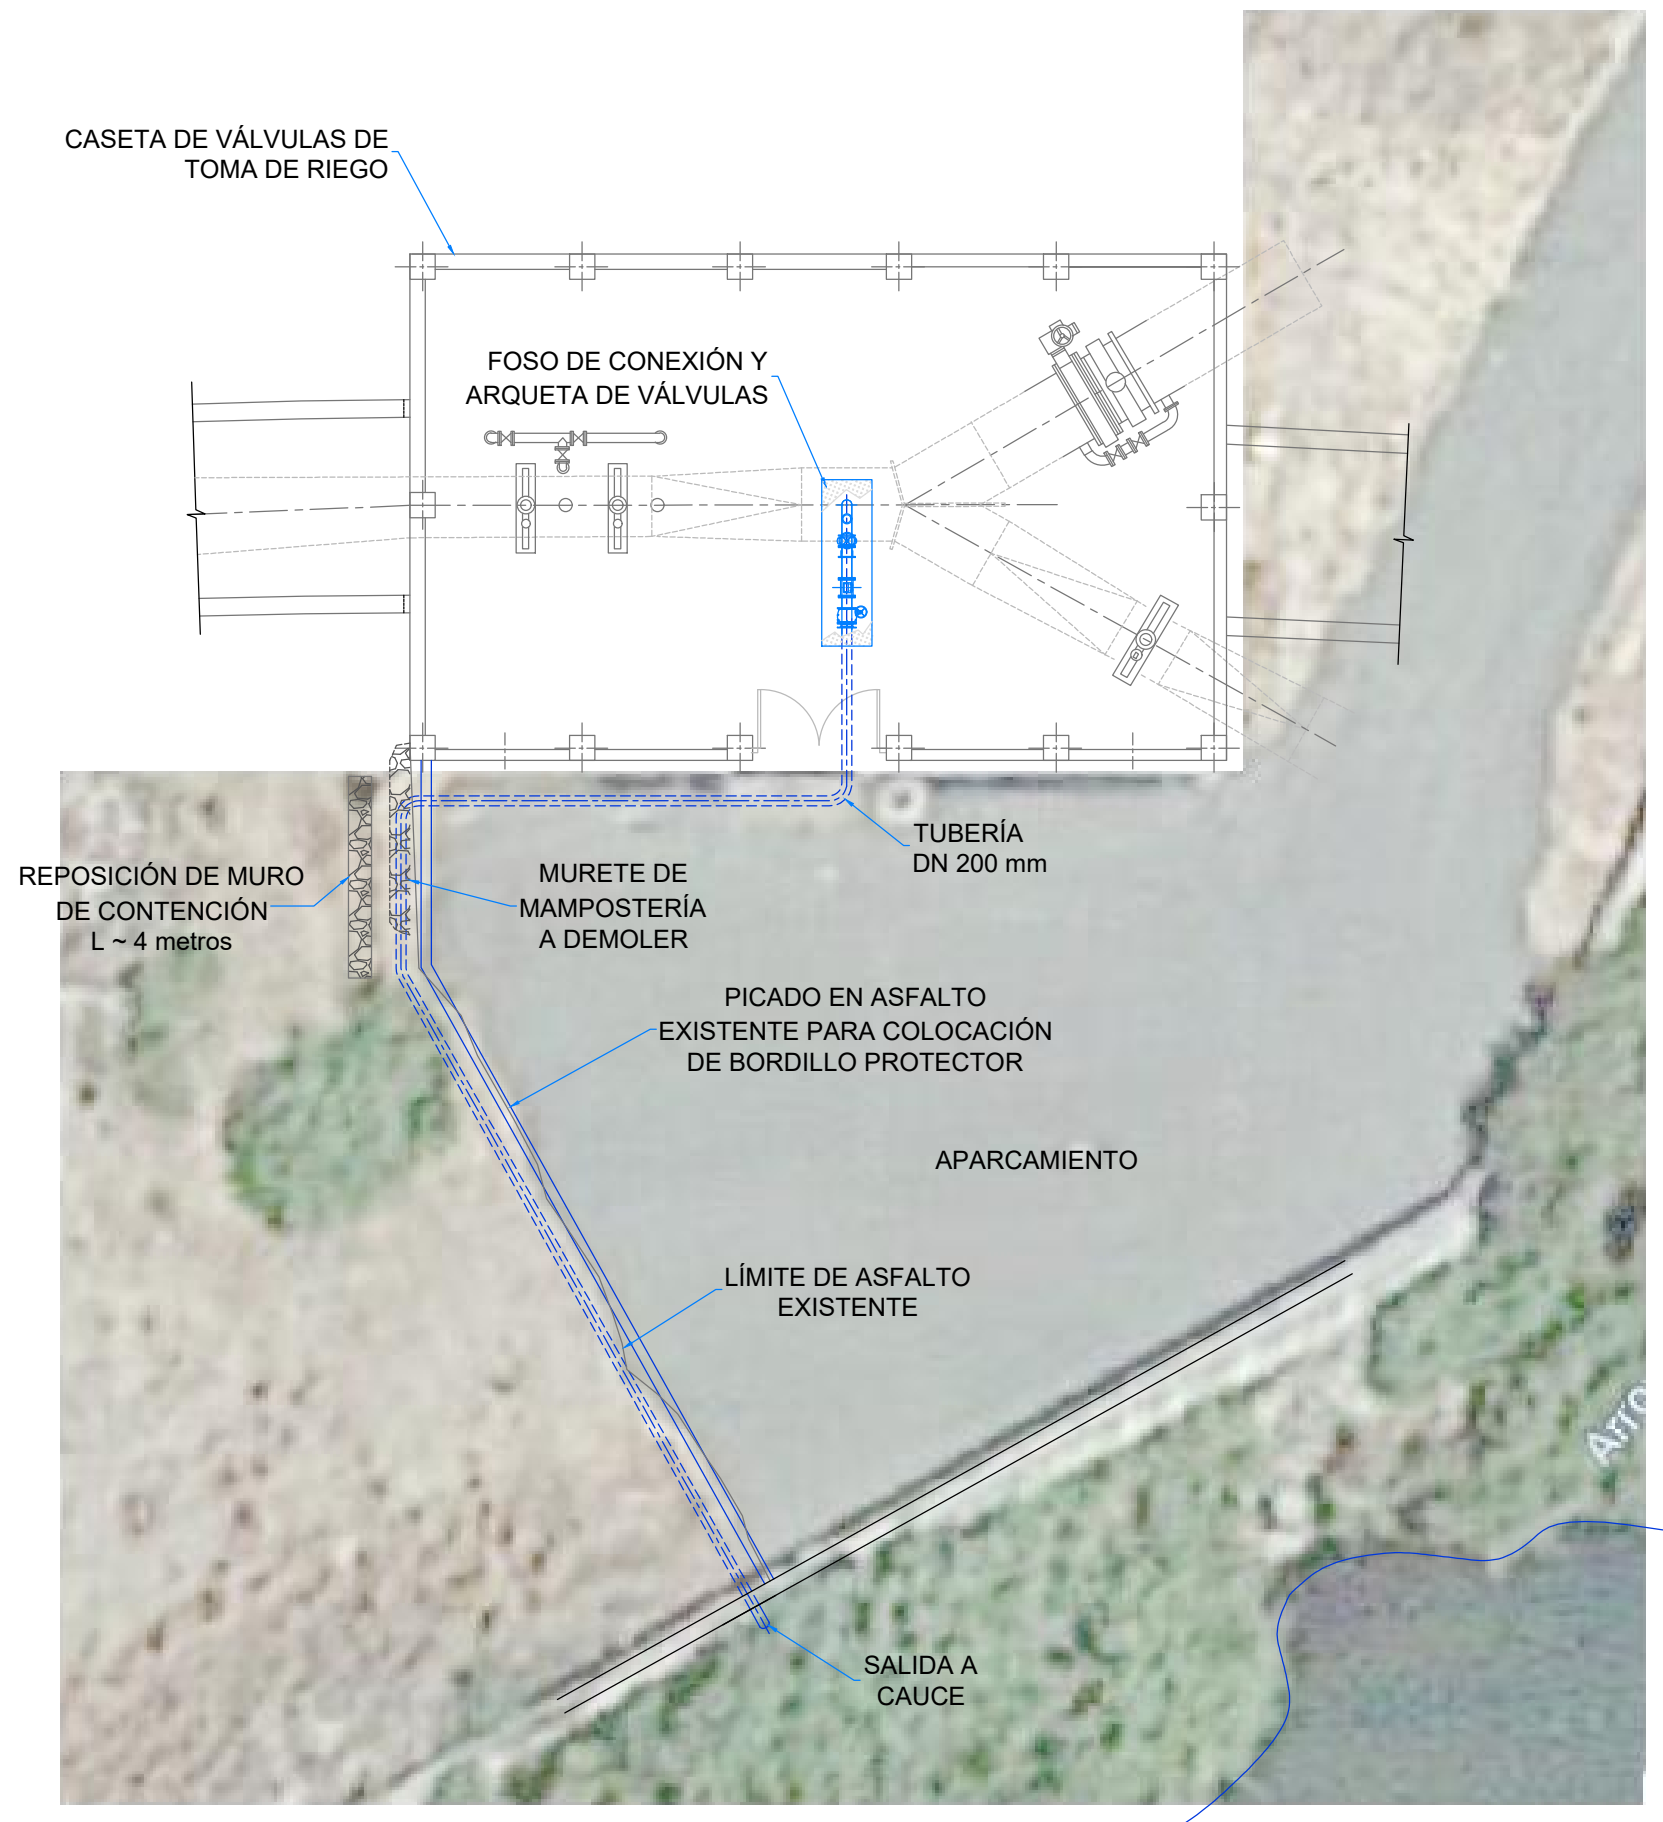 CASETA DE VÁLVULAS DE
TOMA DE RIEGO
FOSO DE CONEXIÓN Y
ARQUETA DE VÁLVULAS
TUBERÍA
DN 200 mm
REPOSICIÓN DE MURO
DE CONTENCIÓN
L ~ 4 metros
MURETE DE
MAMPOSTERÍA
A DEMOLER
PICADO EN ASFALTO
EXISTENTE PARA COLOCACIÓN
DE BORDILLO PROTECTOR
APARCAMIENTO
LÍMITE DE ASFALTO
EXISTENTE
SALIDA A
CAUCE